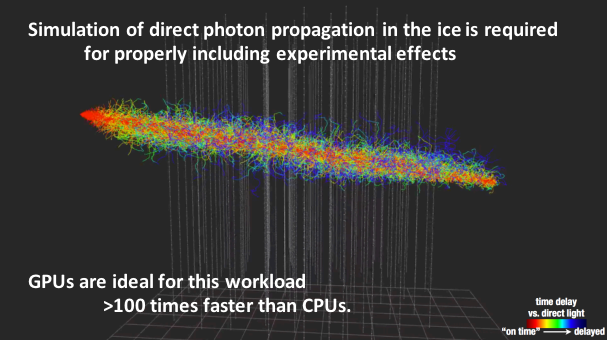 Simulation of direct photon propagation in the ice is required
for properly including experimental effects
GPUs are ideal for this workload
>100 times faster than CPUs.
time delay
vs. direct light
"on time" → delayed